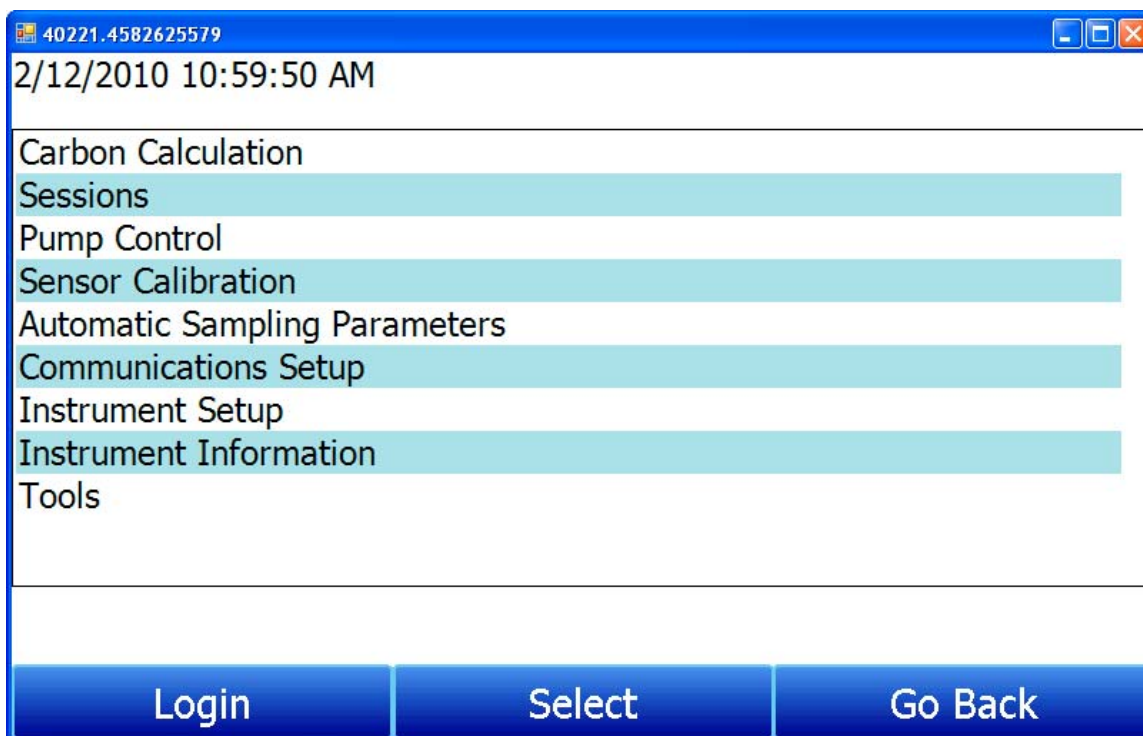 40221.4582625579
2/12/2010 10:59:50 AM
Carbon Calculation
Sessions
Pump Control
Sensor Calibration
Automatic Sampling Parameters
Communications Setup
Instrument Setup
Instrument Information
Tools
Login Select Go Back